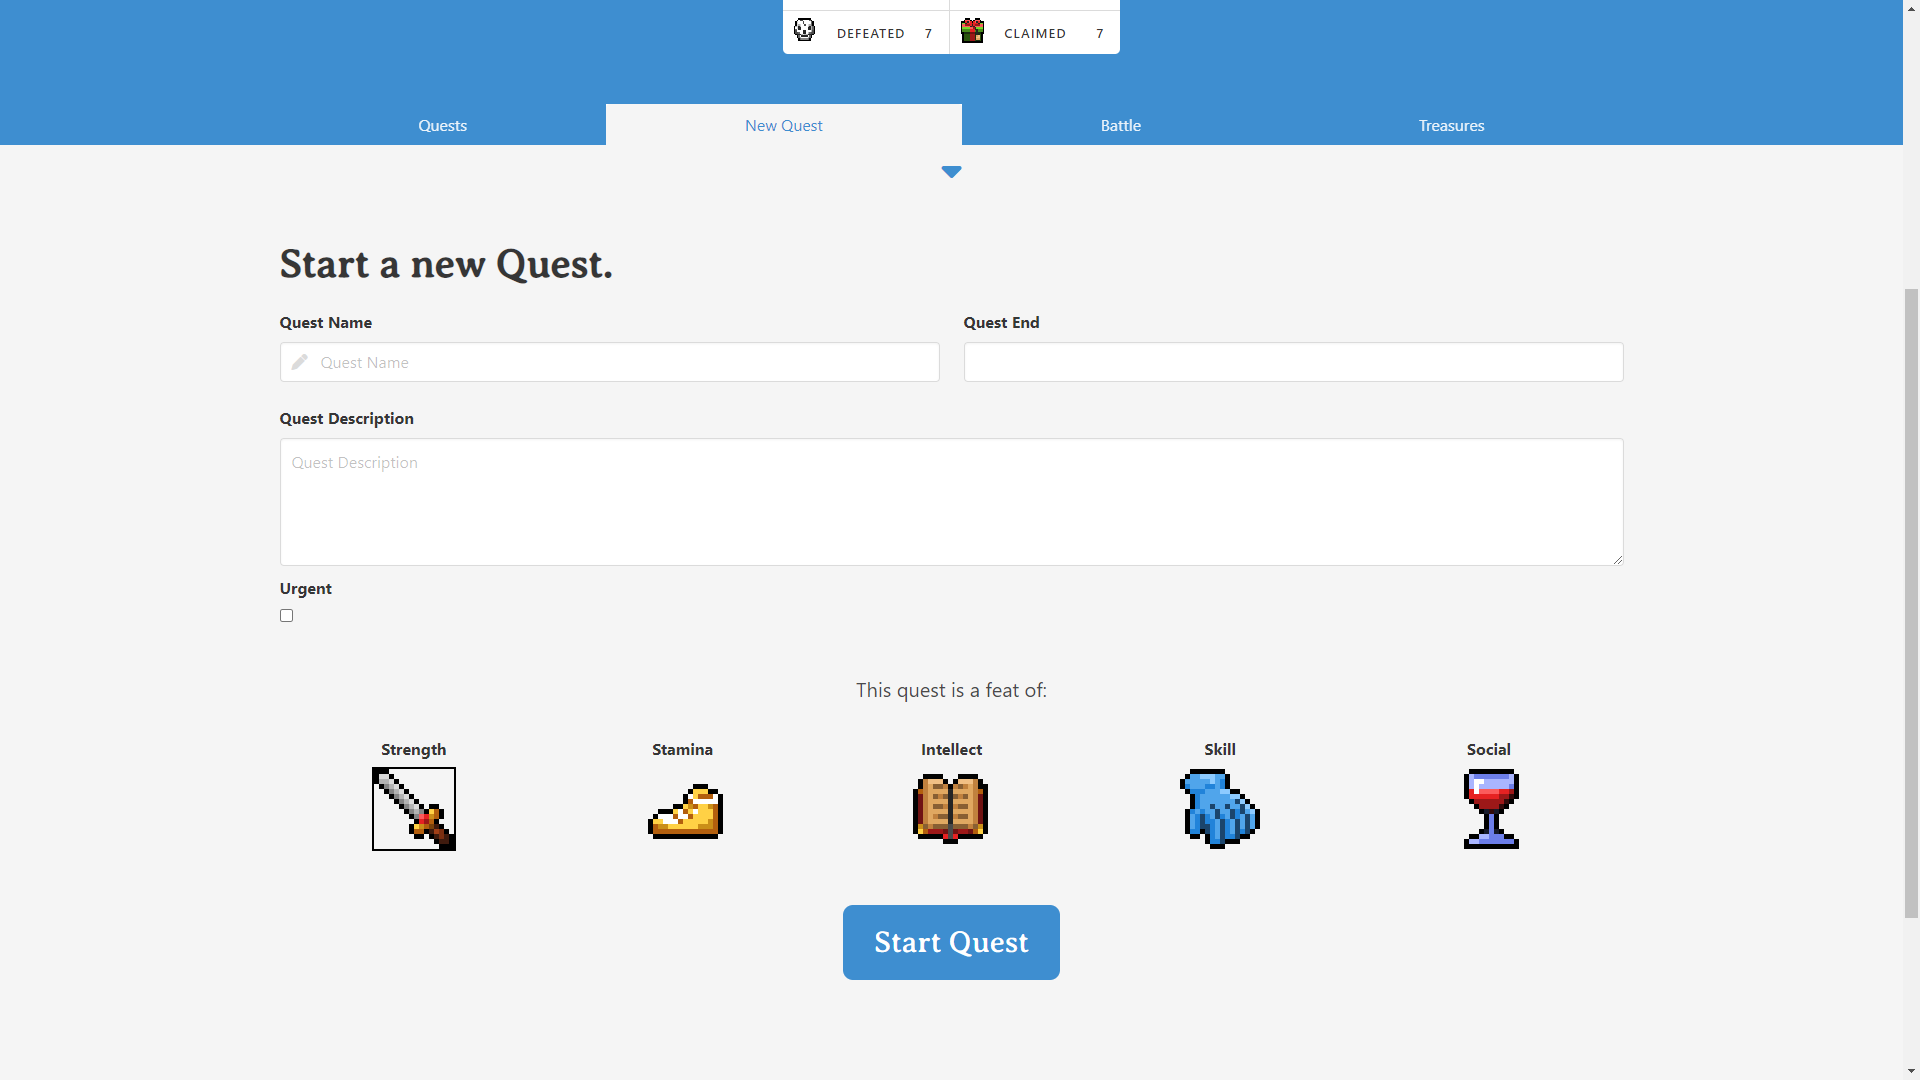 DEFEATED 7 CLAIMED 7
Quests New Quest Battle Treasures
Start a new Quest.
Quest Name Quest End
Quest Name
Quest Description
Quest Description
Urgent
This quest is a feat of:
Strength Stamina Intellect Skill Social
Start Quest